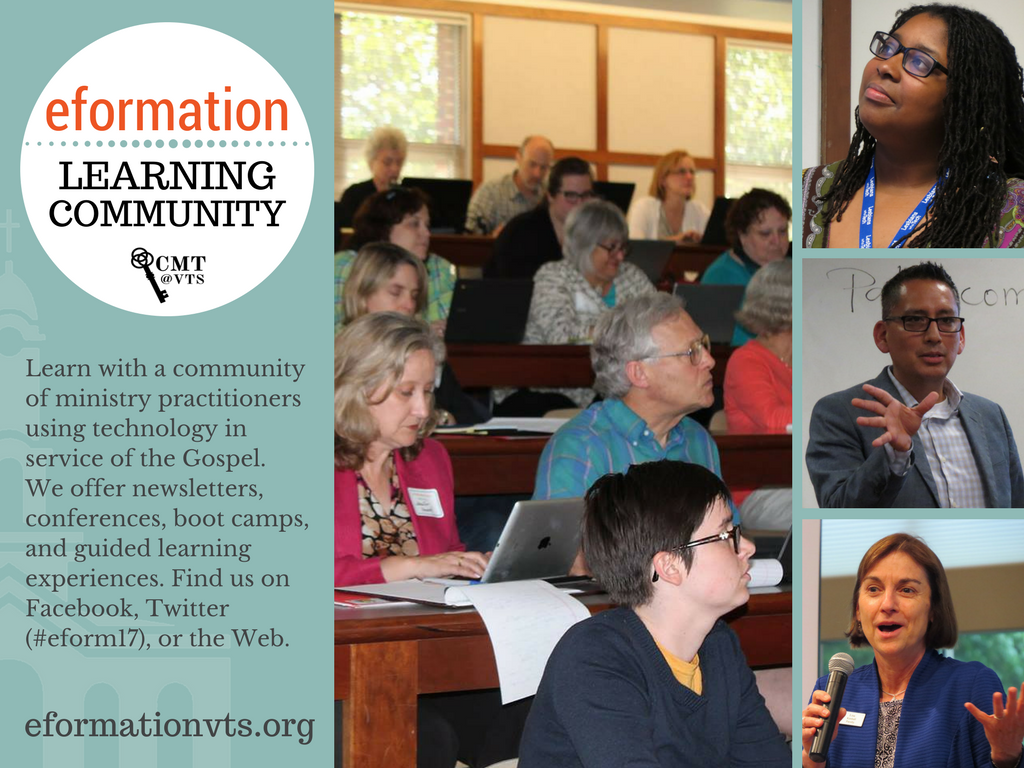 eformation
LEARNING
COMMUNITY
CMT
@VTS
Learn with a community
of ministry practitioners
using technology in
service of the Gospel.
We offer newsletters,
conferences, boot camps,
and guided learning
experiences. Find us on
Facebook, Twitter
(#eform17), or the Web.
eformationvts.org